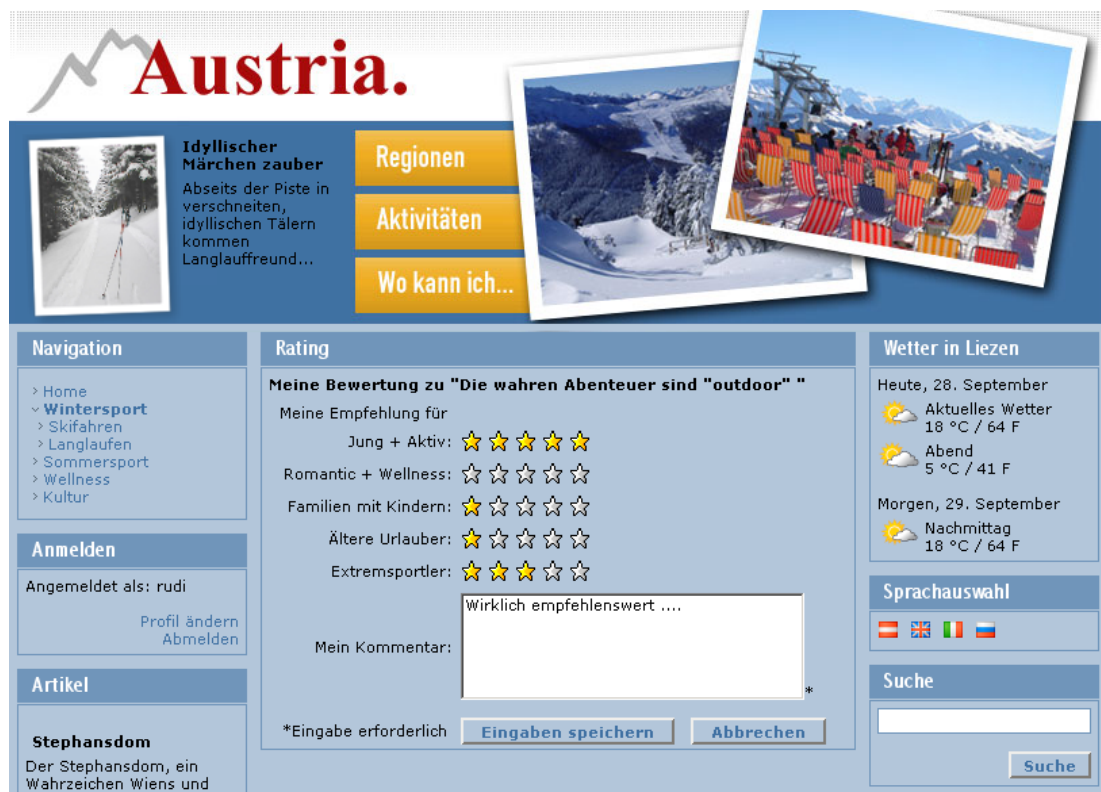 Austria.
Idyllischer
Märchen zauber
Abseits der Piste in
verschneiten,
idyllischen Tälern
kommen
Langlauffreund...
Regionen
Aktivitäten
Wo kann ich...
Navigation
> Home
Wintersport
> Skifahren
> Langlaufen
> Sommersport
> Wellness
> Kultur
Anmelden
Angemeldet als: rudi
Profil ändern
Abmelden
Artikel
Stephansdom
Der Stephansdom, ein
Wahrzeichen Wiens und
Rating
Meine Bewertung zu "Die wahren Abenteuer sind "outdoor" "
Meine Empfehlung für
Jung + Aktiv:
Romantic + Wellness:
Familien mit Kindern:
Ältere Urlauber:
Extremsportler:
Mein Kommentar:
Wirklich empfehlenswert ....
*
*Eingabe erforderlich
Eingaben speichern
Abbrechen
Wetter in Liezen
Heute, 28. September
Aktuelles Wetter
18 °C / 64 F
Abend
5 °C / 41 F
Morgen, 29. September
Nachmittag
18 °C / 64 F
Sprachauswahl
Suche
Suche